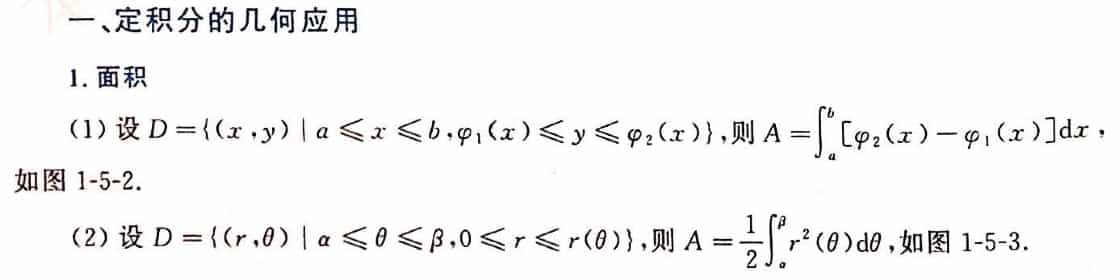 一、定积分的几何应用
1. 面积
(1) 设 D={(x,y)|a≤x≤b,φ₁(x)≤y≤φ₂(x)},则 A=∫ₐᵇ[φ₂(x)-φ₁(x)]dx,
如图 1-5-2.
(2) 设 D={(r,θ)|α≤θ≤β,0≤r≤r(θ)},则 A=\frac{1}{2}∫_α^β r²(θ)dθ,如图 1-5-3.